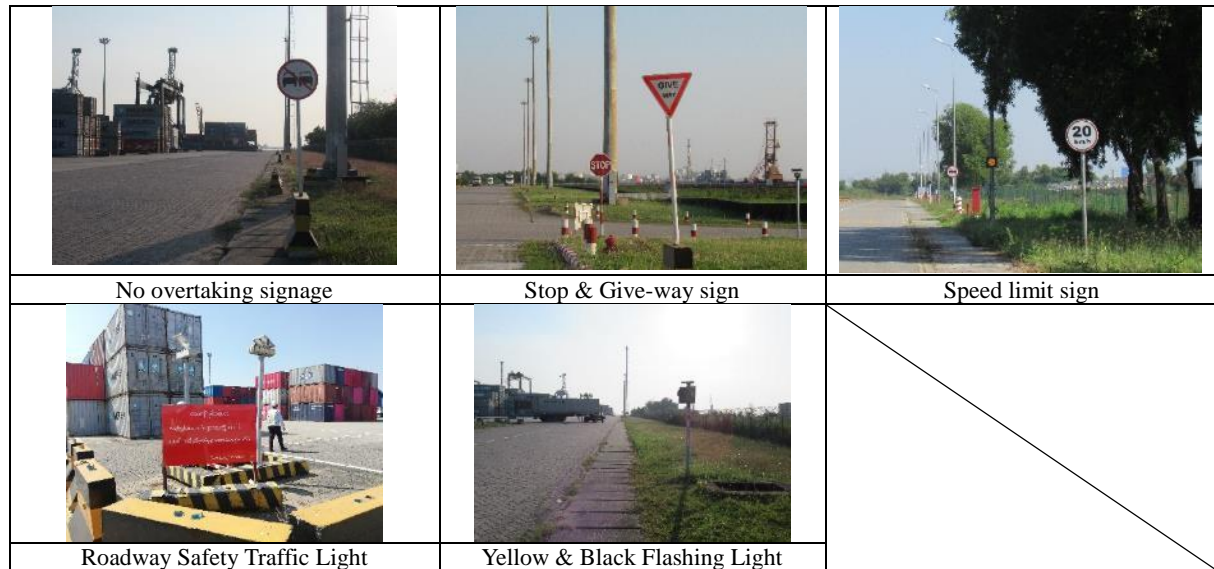 GIVE
WAY
STOP
20
km/h
No overtaking signage
Stop & Give-way sign
Speed limit sign
Roadway Safety Traffic Light
Yellow & Black Flashing Light